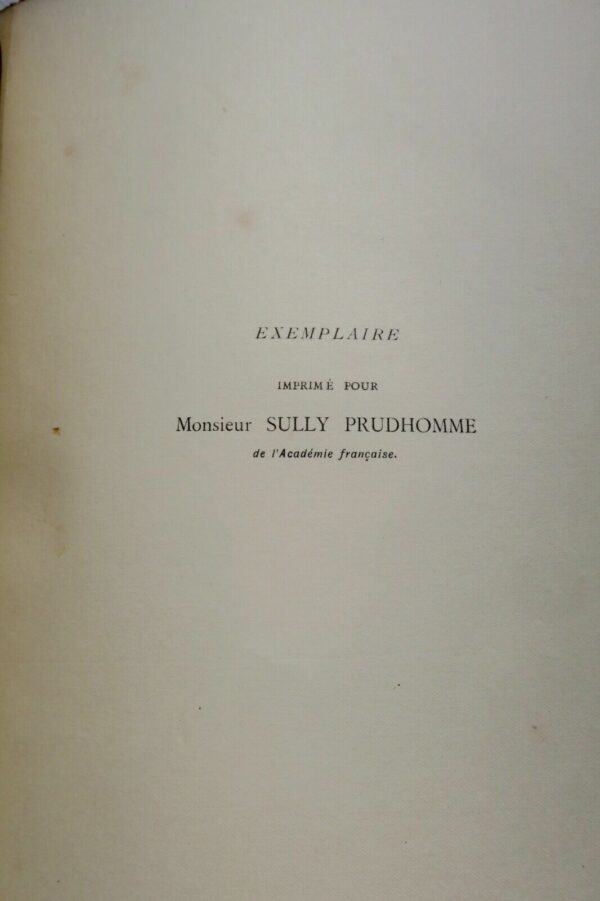 EXEMPLAIRE
IMPRIMÉ POUR
Monsieur SULLY PRUDHOMME
de l'Académie française.